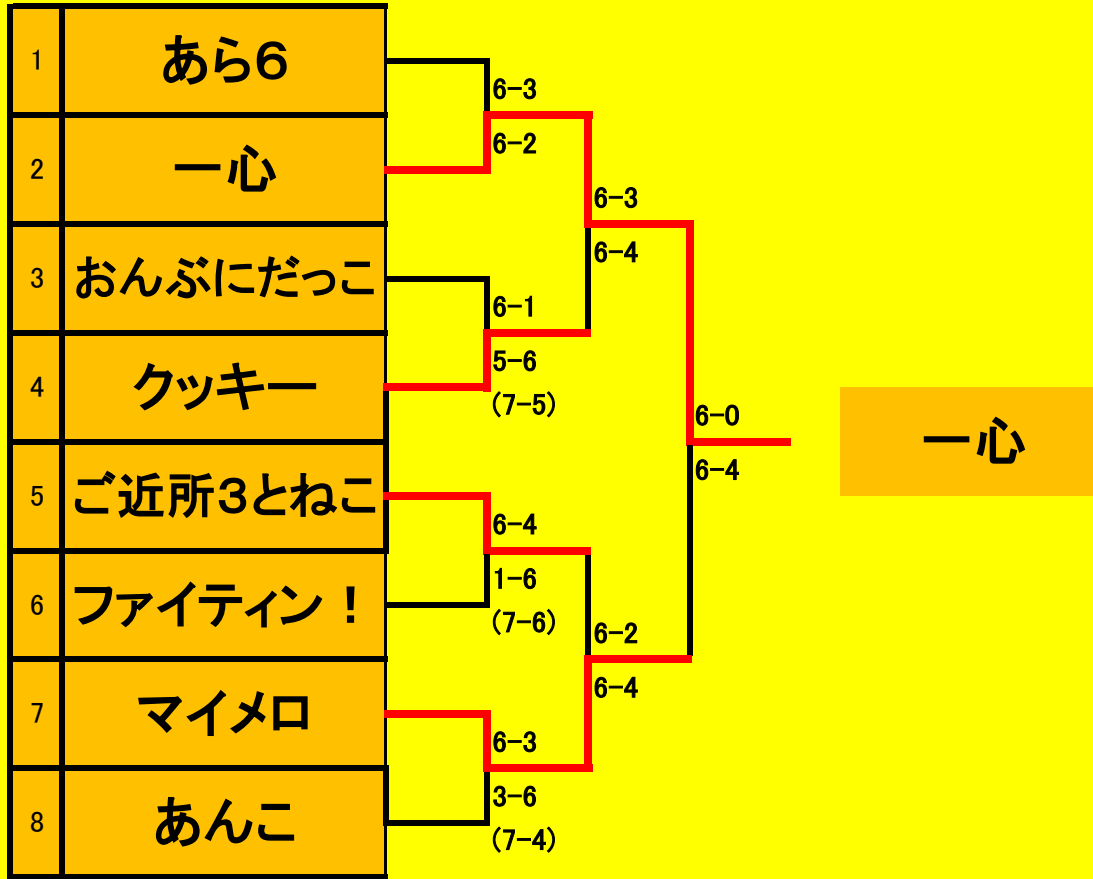 1 あら６
2 一心
3 おんぶにだっこ
4 クッキー
5 ご近所３とねこ
6 ファイティン！
7 マイメロ
8 あんこ
6-3
6-2
6-1
5-6
(7-5)
6-4
1-6
(7-6)
6-3
3-6
(7-4)
6-3
6-4
6-2
6-4
6-0
6-4
一心